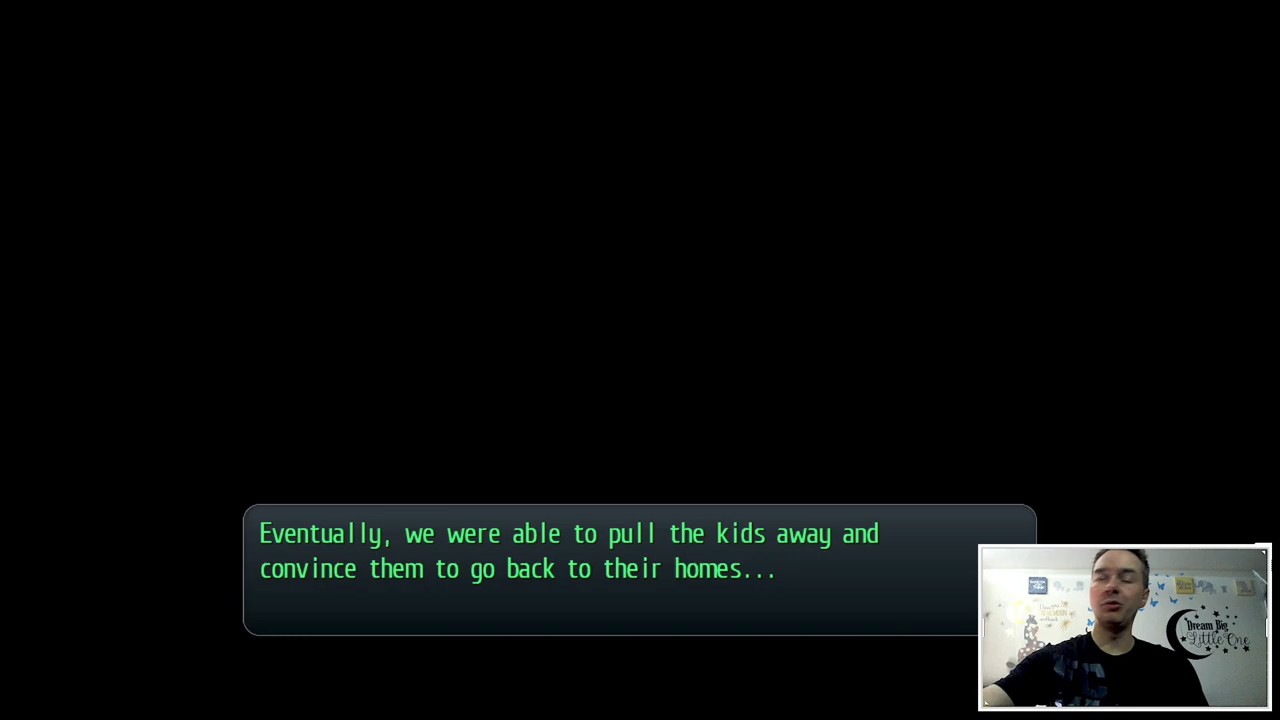 Eventually, we were able to pull the kids away and
convince them to go back to their homes...
Dream Big
Little One